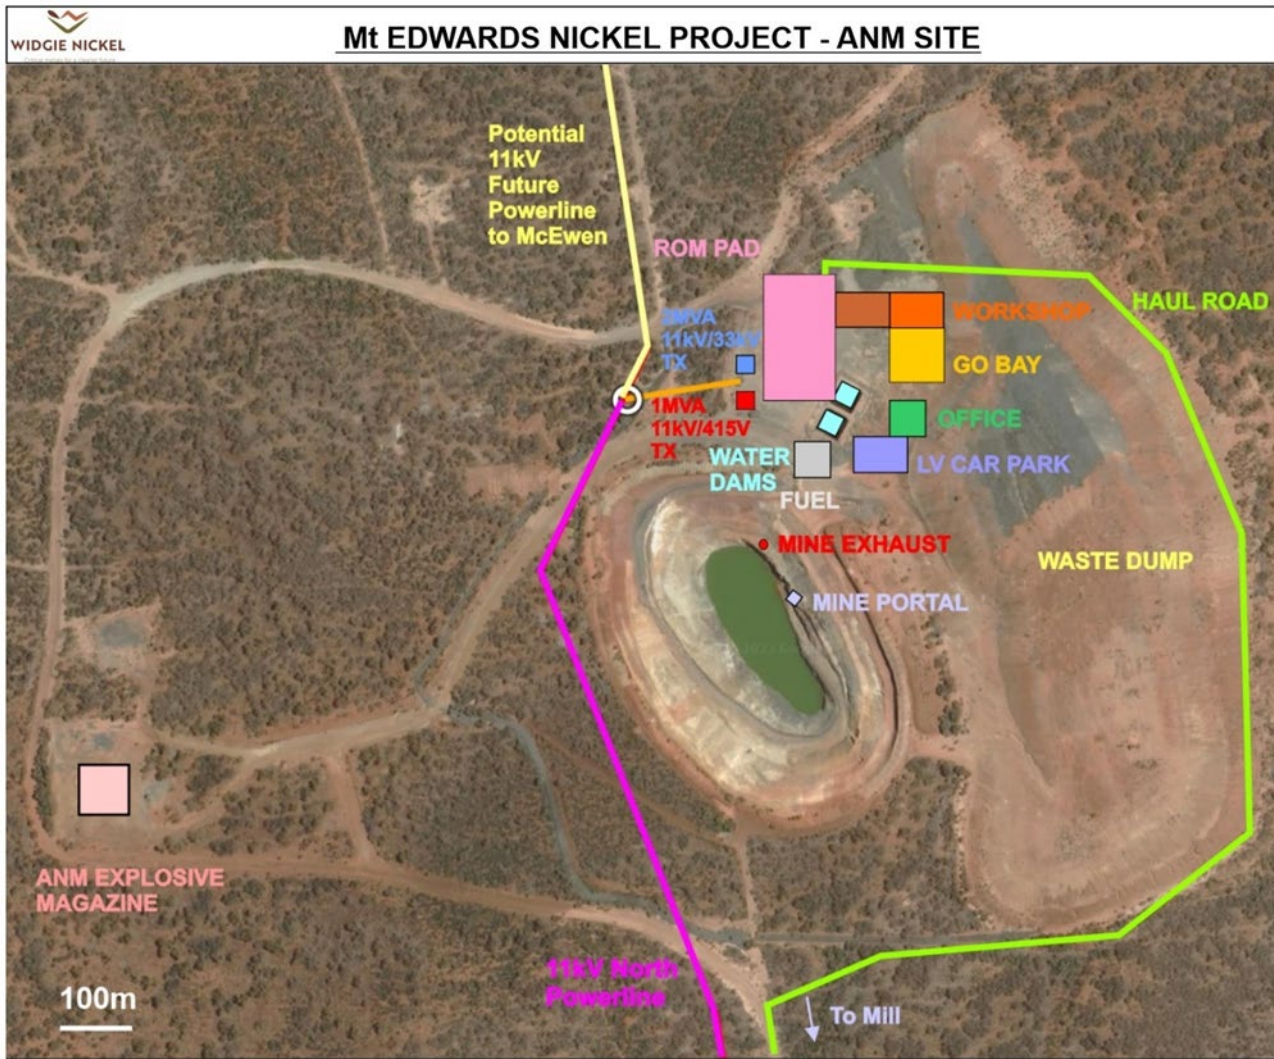 WIDGIE NICKEL
Mt EDWARDS NICKEL PROJECT - ANM SITE
Potential
11kV
Future
Powerline
to McEwen
ROM PAD
HAUL ROAD
WORKSHOP
11kV/33kV
TX
GO BAY
1MVA
11kV/415V
TX
OFFICE
WATER
DAMS
LV CAR PARK
FUEL
MINE EXHAUST
WASTE DUMP
MINE PORTAL
ANM EXPLOSIVE
MAGAZINE
11kV North
Powerline
100m
To Mill